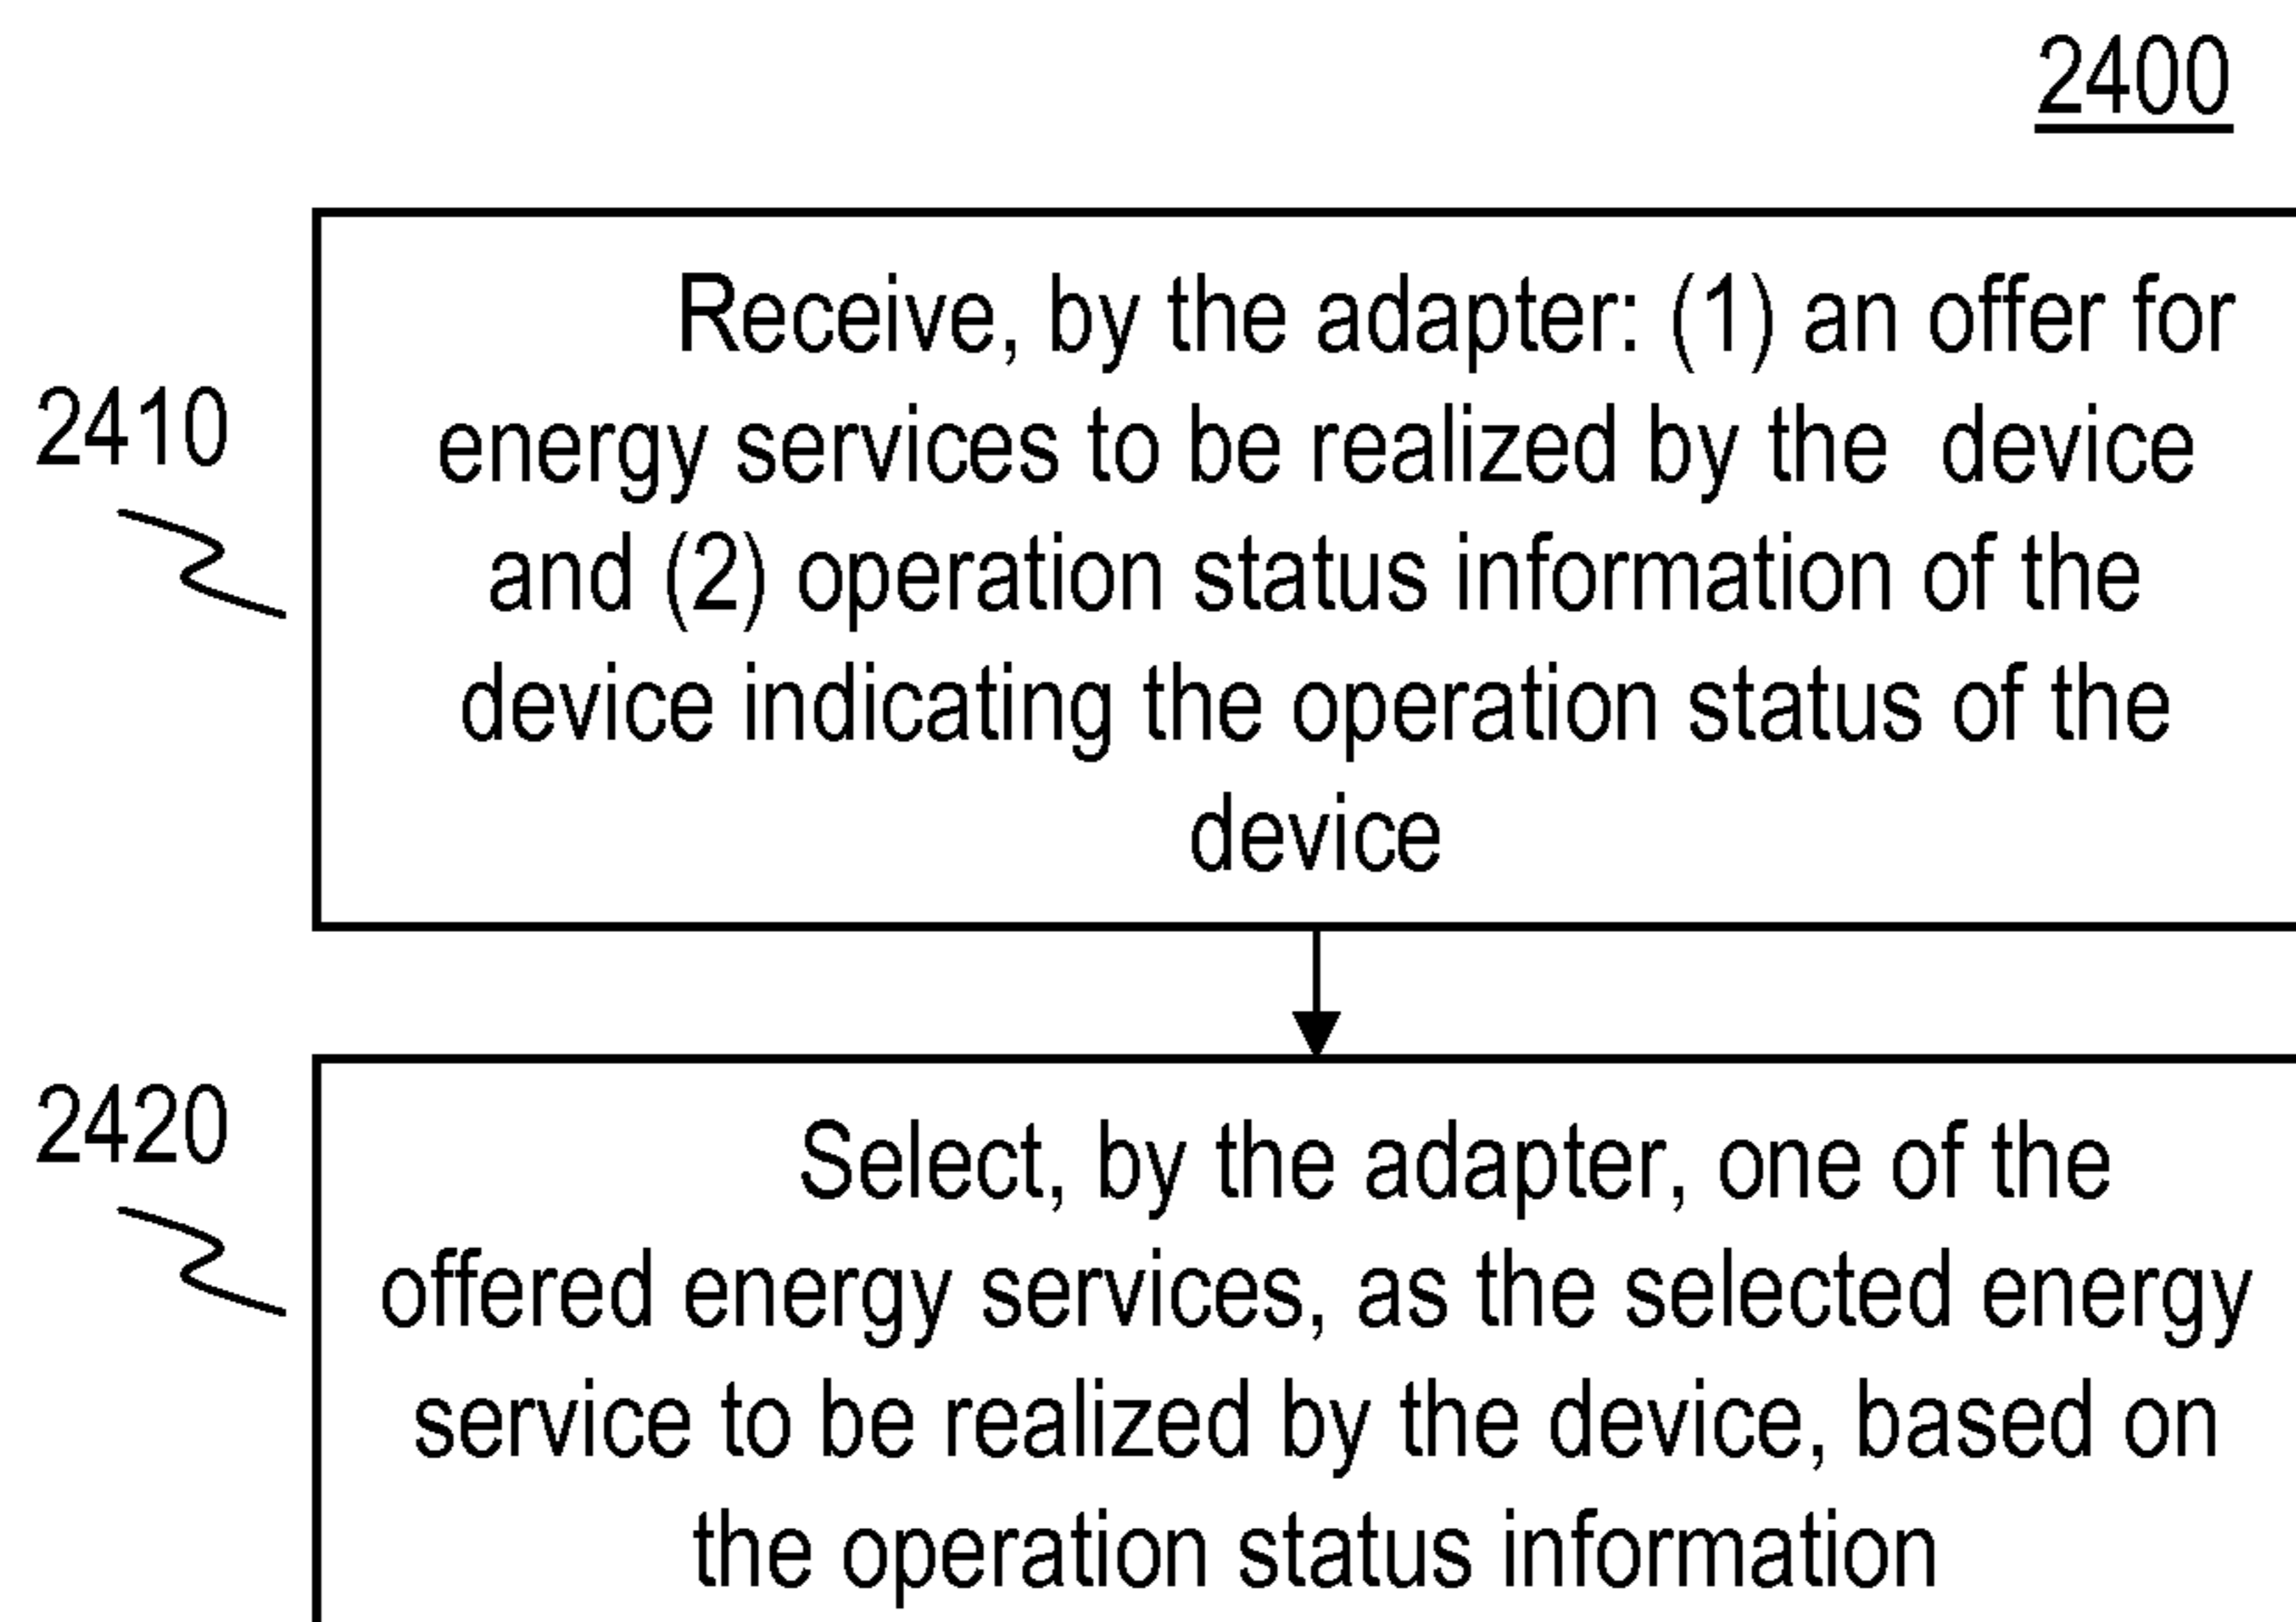 2400
Receive, by the adapter: (1) an offer for
2410
energy services to be realized by the device
and (2) operation status information of the
device indicating the operation status of the
device
2420
Select, by the adapter, one of the
offered energy services, as the selected energy
service to be realized by the device, based on
the operation status information